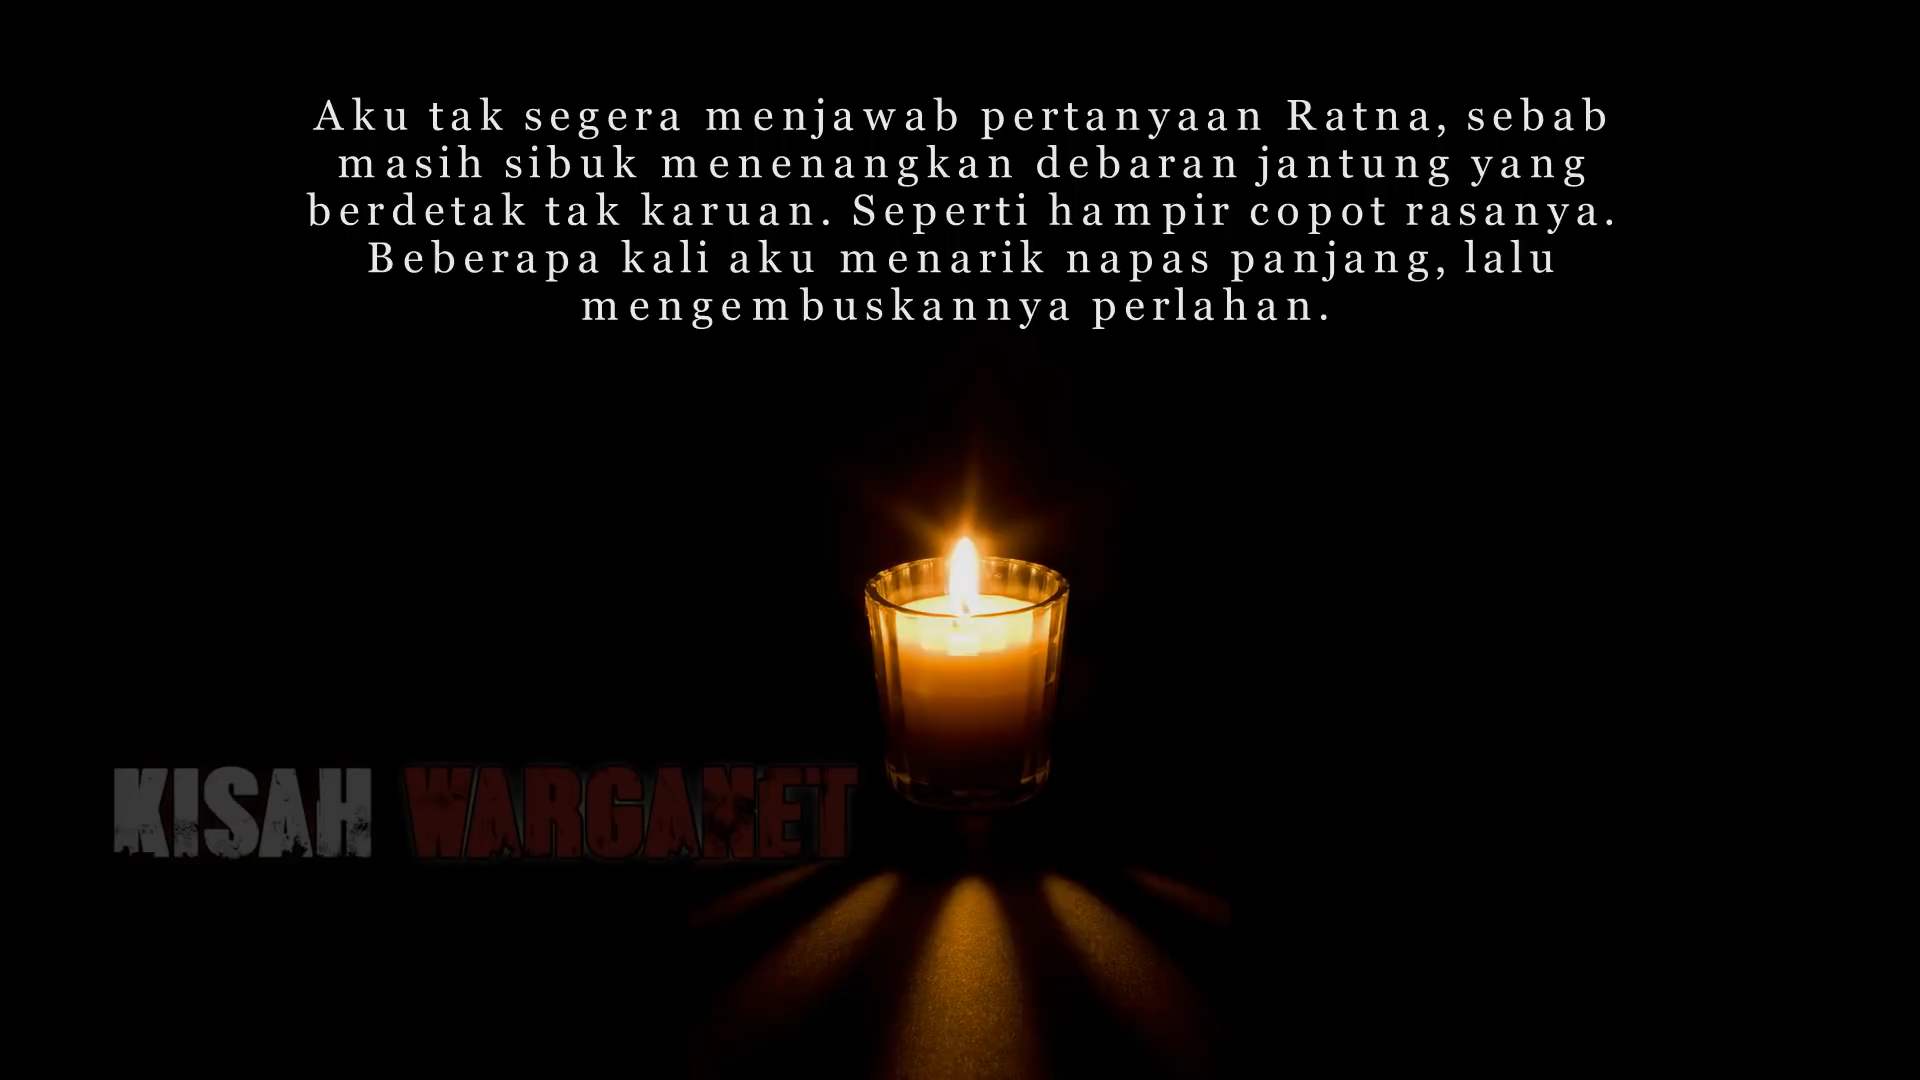 Aku tak segera menjawab pertanyaan Ratna, sebab
masih sibuk menenangkan debaran jantung yang
berdetak tak karuan. Seperti hampir copot rasanya.
Beberapa kali aku menarik napas panjang, lalu
mengembuskannya perlahan.
KISAH WARGANET